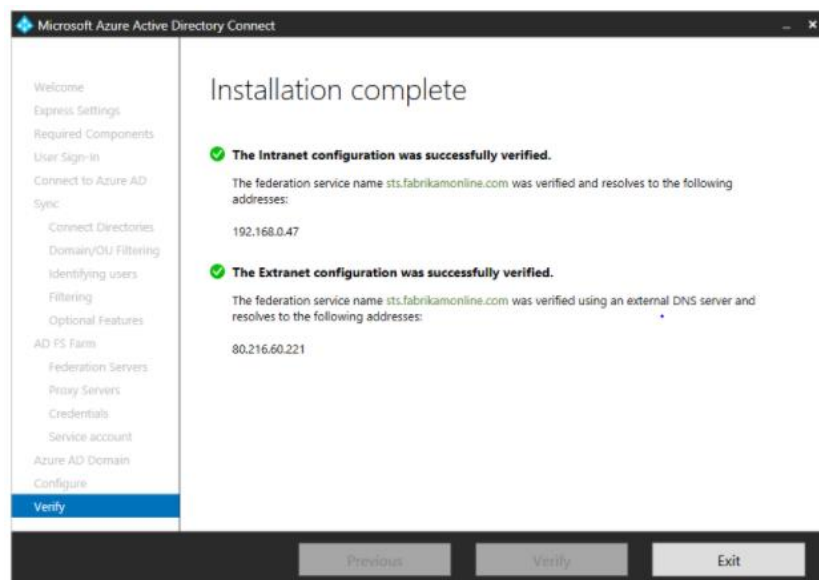 Microsoft Azure Active Directory Connect
Welcome
Express Settings
Required Components
User Sign-In
Connect to Azure AD
Sync
Connect Directories
Domain/OU Filtering
Identifying users
Filtering
Optional Features
AD FS Farm
Federation Servers
Proxy Servers
Credentials
Service account
Azure AD Domain
Configure
Verify
Installation complete
The Intranet configuration was successfully verified.
The federation service name sts.fabrikamonline.com was verified and resolves to the following
addresses:
192.168.0.47
The Extranet configuration was successfully verified.
The federation service name sts.fabrikamonline.com was verified using an external DNS server and
resolves to the following addresses:
80.216.60.221
Previous
Verify
Exit